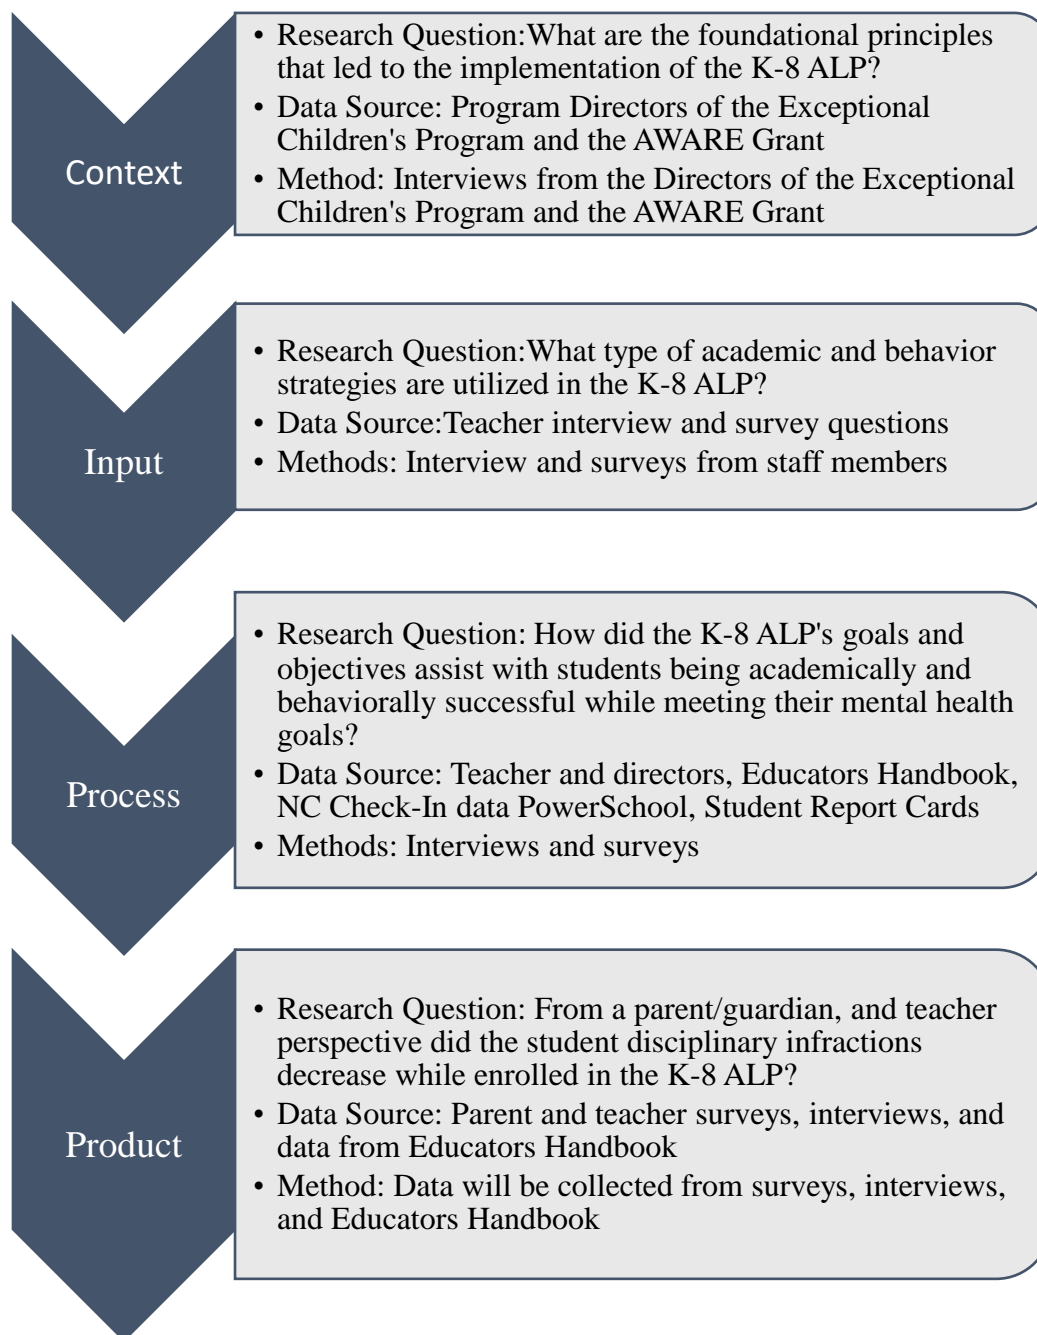 Context
• Research Question:What are the foundational principles
that led to the implementation of the K-8 ALP?
• Data Source: Program Directors of the Exceptional
Children's Program and the AWARE Grant
• Method: Interviews from the Directors of the Exceptional
Children's Program and the AWARE Grant
Input
• Research Question:What type of academic and behavior
strategies are utilized in the K-8 ALP?
• Data Source:Teacher interview and survey questions
• Methods: Interview and surveys from staff members
Process
• Research Question: How did the K-8 ALP's goals and
objectives assist with students being academically and
behaviorally successful while meeting their mental health
goals?
• Data Source: Teacher and directors, Educators Handbook,
NC Check-In data PowerSchool, Student Report Cards
• Methods: Interviews and surveys
Product
• Research Question: From a parent/guardian, and teacher
perspective did the student disciplinary infractions
decrease while enrolled in the K-8 ALP?
• Data Source: Parent and teacher surveys, interviews, and
data from Educators Handbook
• Method: Data will be collected from surveys, interviews,
and Educators Handbook